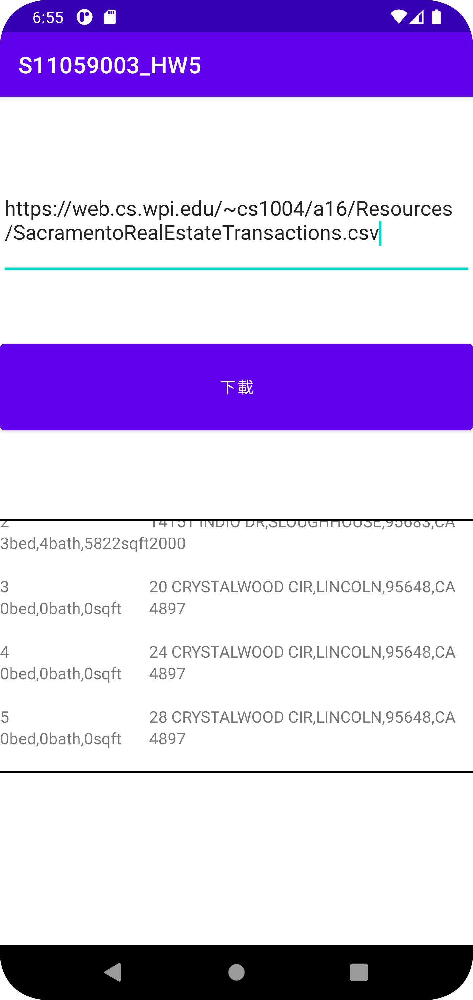 6:55
S11059003_HW5
https://web.cs.wpi.edu/~cs1004/a16/Resources
/SacramentoRealEstateTransactions.csv
下載
2 14151 INDIO DR,SLOUGHHOUSE,95683,CA
3bed,4bath,5822sqft2000
3 20 CRYSTALWOOD CIR,LINCOLN,95648,CA
0bed,0bath,0sqft 4897
4 24 CRYSTALWOOD CIR,LINCOLN,95648,CA
0bed,0bath,0sqft 4897
5 28 CRYSTALWOOD CIR,LINCOLN,95648,CA
0bed,0bath,0sqft 4897